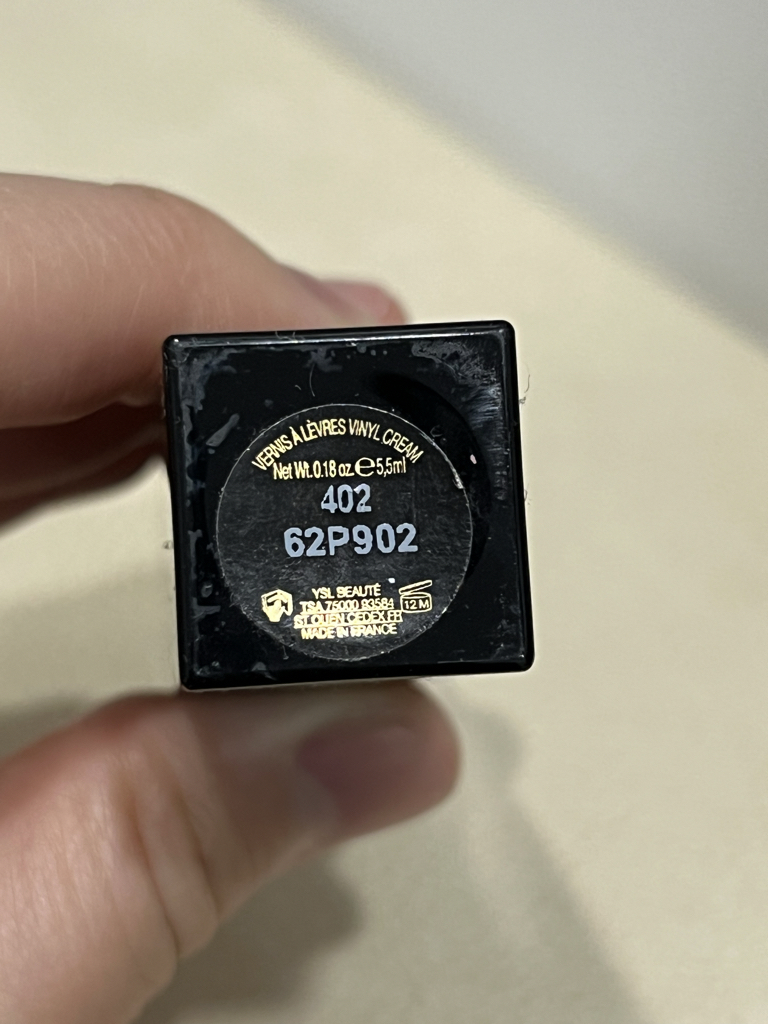 VERNIS À LÈVRES VINYL CREAM
Net Wt. 0.18 oz. ℮ 5,5ml
402
62P902
YSL BEAUTÉ
TSA 75000 93584
ST OUEN CEDEX FR
MADE IN FRANCE
12 M